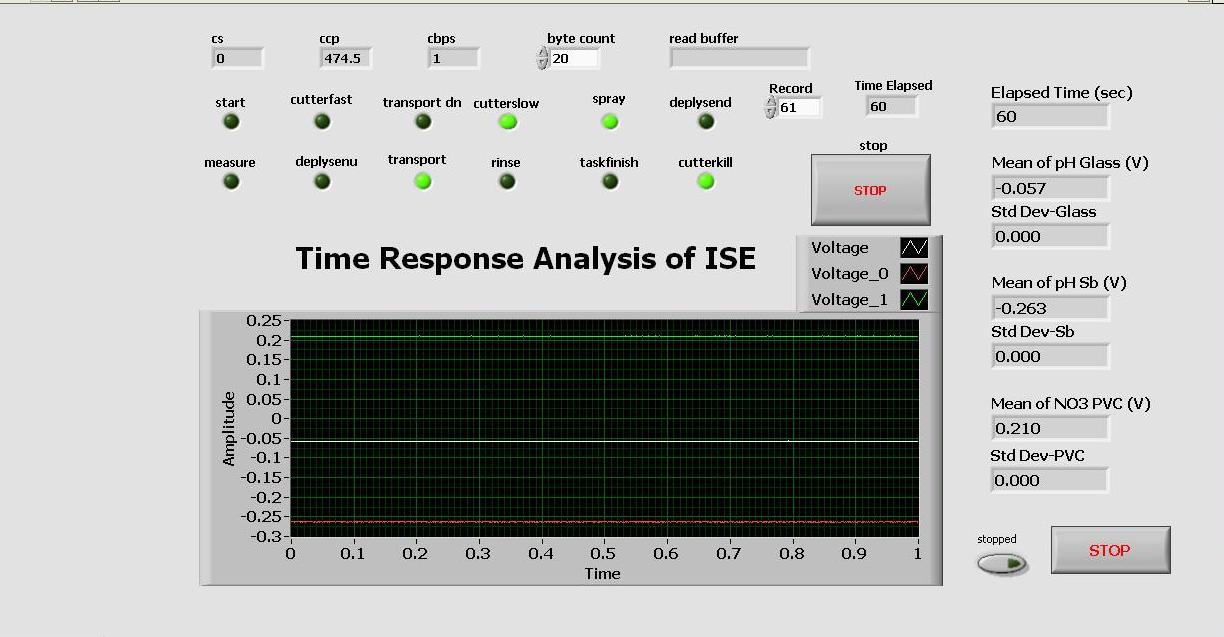 cs ccp cbps byte count read buffer
0 474.5 1 20
Record Time Elapsed
61 60
start cutterfast transport dn cutterslow spray deplysend
measure deplysenu transport rinse taskfinish cutterkill
stop
STOP
Elapsed Time (sec)
60
Mean of pH Glass (V)
-0.057
Std Dev-Glass
0.000
Mean of pH Sb (V)
-0.263
Std Dev-Sb
0.000
Mean of NO3 PVC (V)
0.210
Std Dev-PVC
0.000
Time Response Analysis of ISE
Voltage
Voltage_0
Voltage_1
Amplitude
0.25
0.2
0.15
0.1
0.05
0
-0.05
-0.1
-0.15
-0.2
-0.25
-0.3
0 0.1 0.2 0.3 0.4 0.5 0.6 0.7 0.8 0.9 1
Time
stopped
STOP